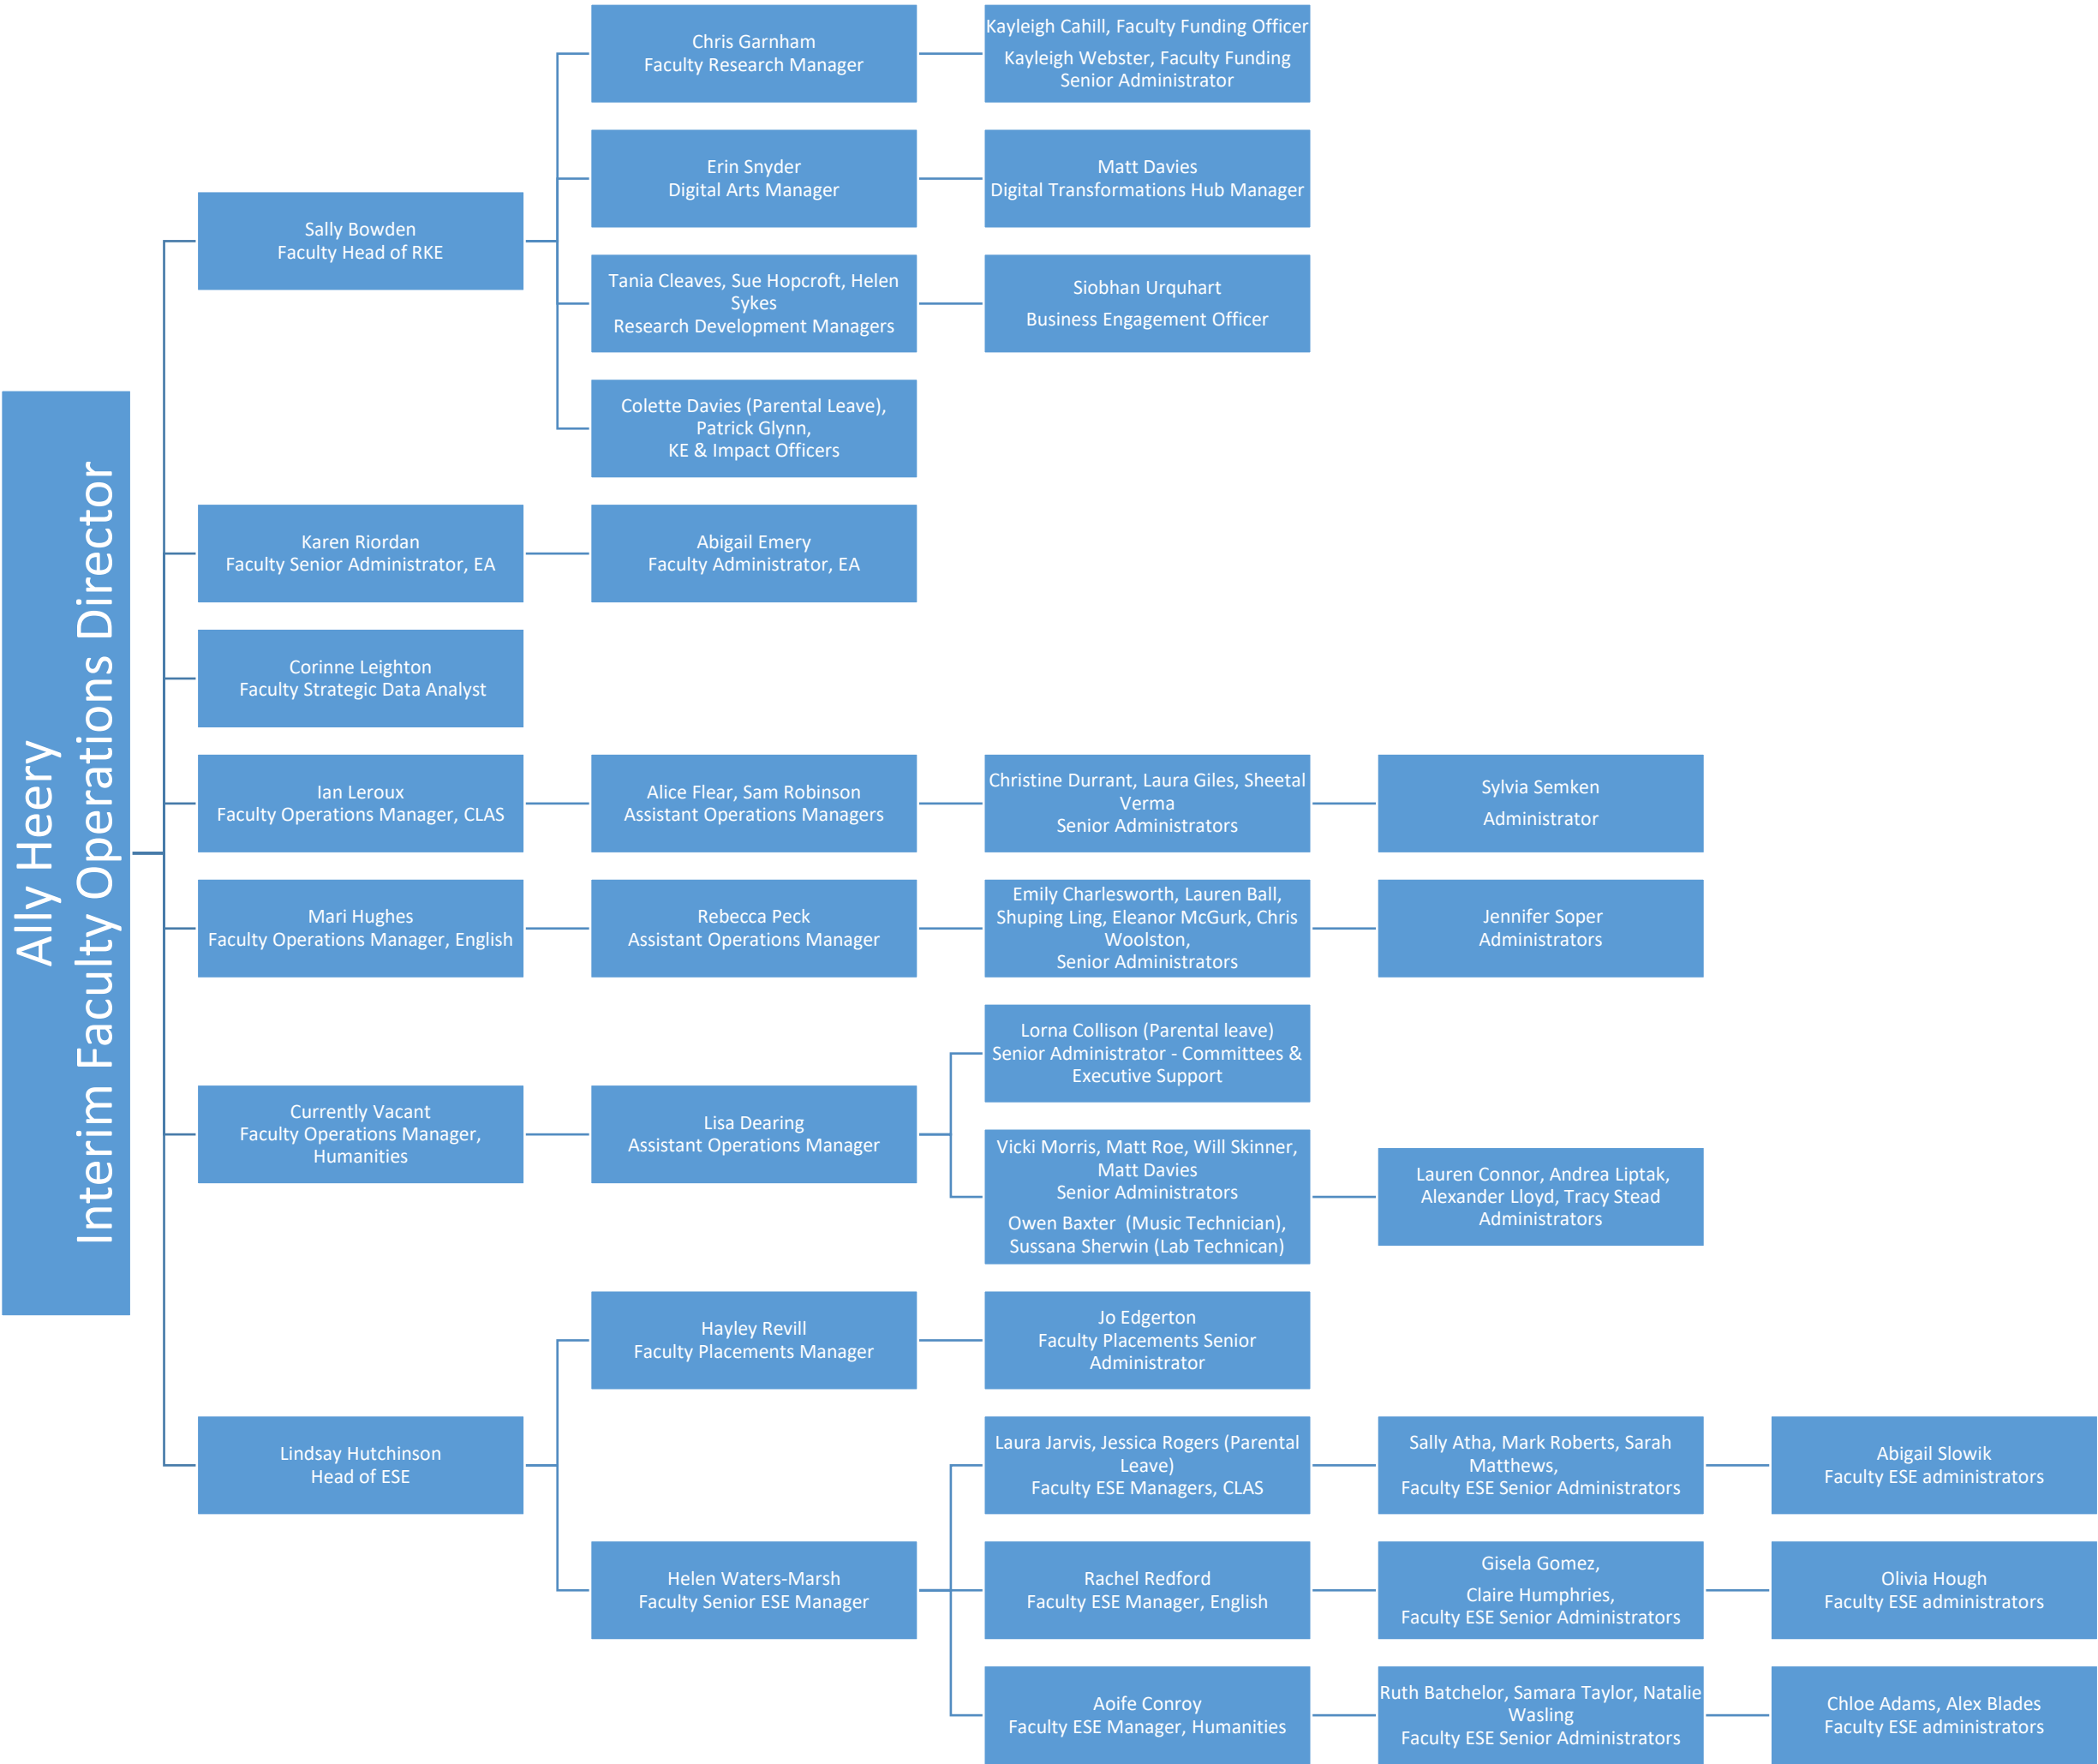 Ally Heery
Interim Faculty Operations Director
Sally Bowden
Faculty Head of RKE
Chris Garnham
Faculty Research Manager
Kayleigh Cahill, Faculty Funding Officer
Kayleigh Webster, Faculty Funding
Senior Administrator
Erin Snyder
Digital Arts Manager
Matt Davies
Digital Transformations Hub Manager
Tania Cleaves, Sue Hopcroft, Helen
Sykes
Research Development Managers
Siobhan Urquhart
Business Engagement Officer
Colette Davies (Parental Leave),
Patrick Glynn,
KE & Impact Officers
Karen Riordan
Faculty Senior Administrator, EA
Abigail Emery
Faculty Administrator, EA
Corinne Leighton
Faculty Strategic Data Analyst
Ian Leroux
Faculty Operations Manager, CLAS
Alice Flear, Sam Robinson
Assistant Operations Managers
Christine Durrant, Laura Giles, Sheetal
Verma
Senior Administrators
Sylvia Semken
Administrator
Mari Hughes
Faculty Operations Manager, English
Rebecca Peck
Assistant Operations Manager
Emily Charlesworth, Lauren Ball,
Shuping Ling, Eleanor McGurk, Chris
Woolston,
Senior Administrators
Jennifer Soper
Administrators
Currently Vacant
Faculty Operations Manager,
Humanities
Lisa Dearing
Assistant Operations Manager
Lorna Collison (Parental leave)
Senior Administrator - Committees &
Executive Support
Vicki Morris, Matt Roe, Will Skinner,
Matt Davies
Senior Administrators
Owen Baxter  (Music Technician),
Sussana Sherwin (Lab Technican)
Lauren Connor, Andrea Liptak,
Alexander Lloyd, Tracy Stead
Administrators
Lindsay Hutchinson
Head of ESE
Hayley Revill
Faculty Placements Manager
Jo Edgerton
Faculty Placements Senior
Administrator
Helen Waters-Marsh
Faculty Senior ESE Manager
Laura Jarvis, Jessica Rogers (Parental
Leave)
Faculty ESE Managers, CLAS
Sally Atha, Mark Roberts, Sarah
Matthews,
Faculty ESE Senior Administrators
Abigail Slowik
Faculty ESE administrators
Rachel Redford
Faculty ESE Manager, English
Gisela Gomez,
Claire Humphries,
Faculty ESE Senior Administrators
Olivia Hough
Faculty ESE administrators
Aoife Conroy
Faculty ESE Manager, Humanities
Ruth Batchelor, Samara Taylor, Natalie
Wasling
Faculty ESE Senior Administrators
Chloe Adams, Alex Blades
Faculty ESE administrators